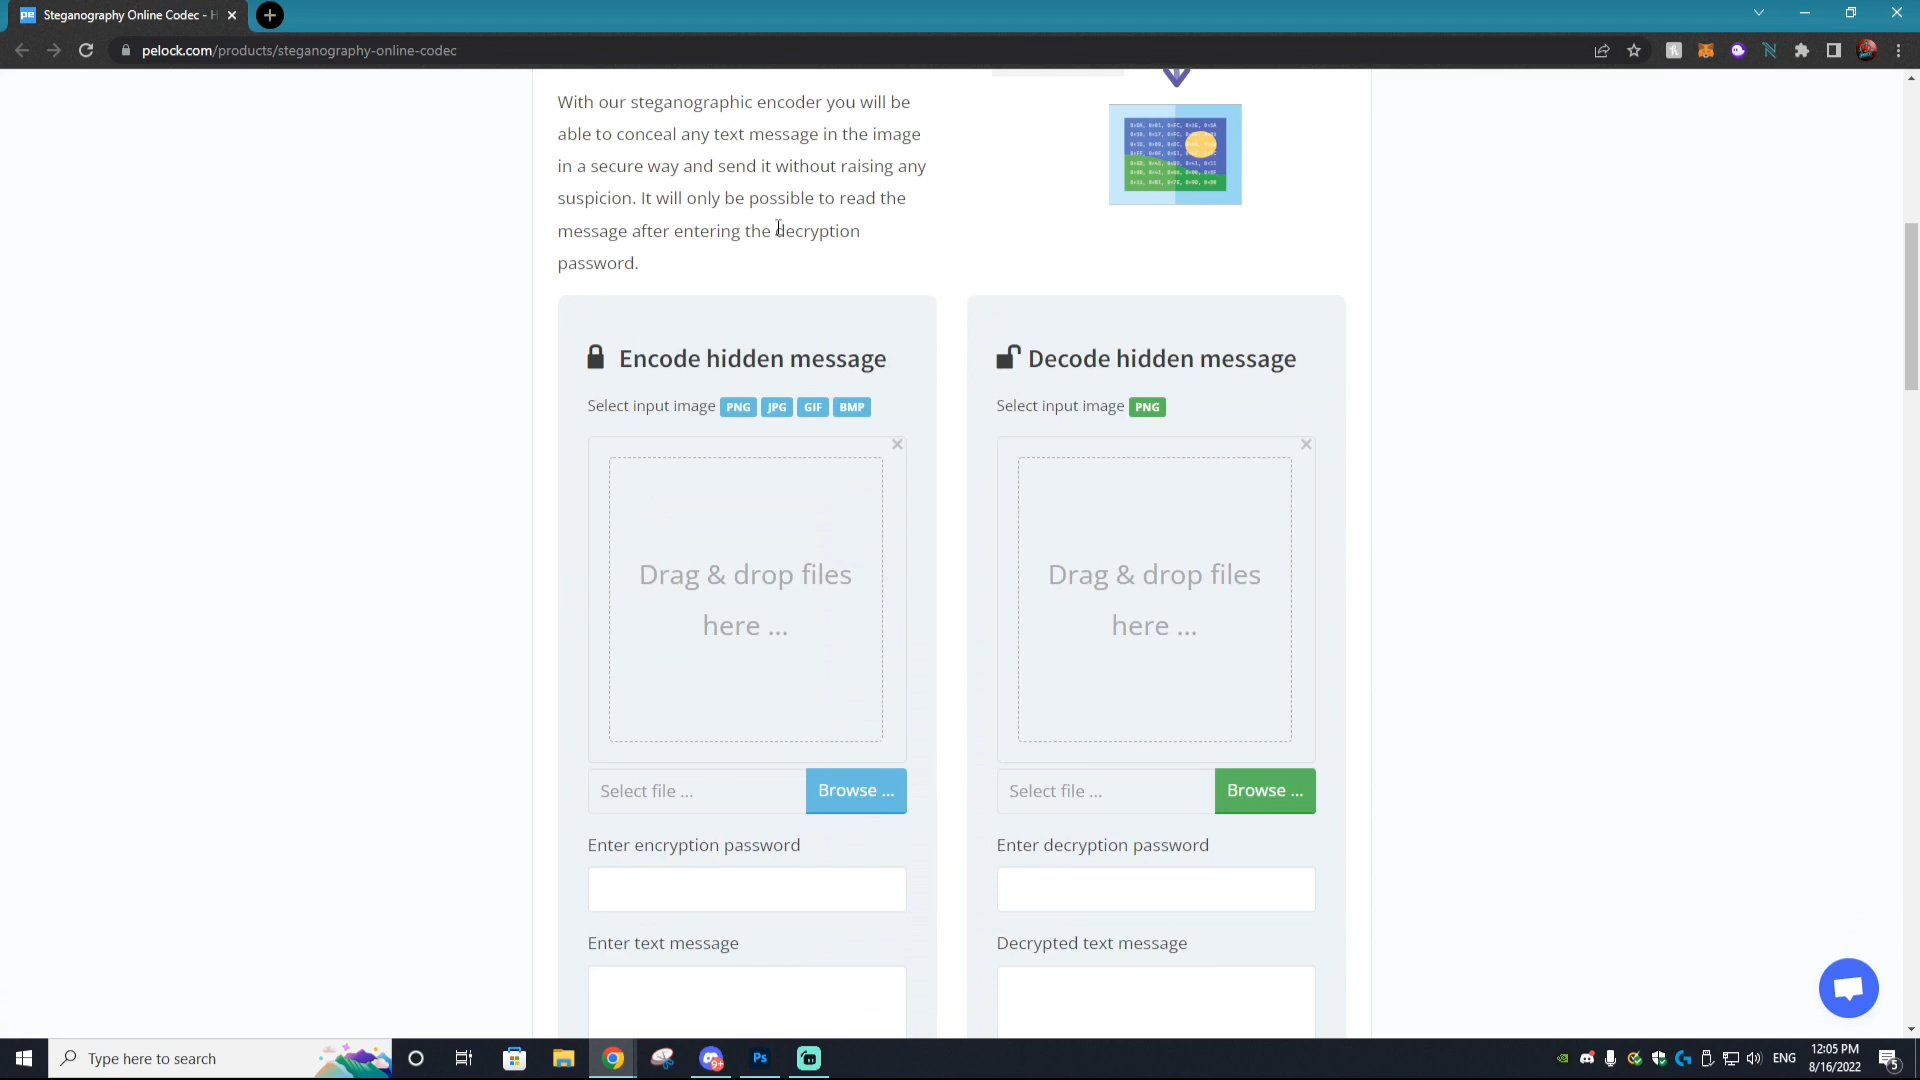 Steganography Online Codec - H
pelock.com/products/steganography-online-codec
With our steganographic encoder you will be
able to conceal any text message in the image
in a secure way and send it without raising any
suspicion. It will only be possible to read the
message after entering the decryption
password.
Encode hidden message
Select input image PNG JPG GIF BMP
Drag & drop files
here ...
Select file ...
Browse ...
Enter encryption password
Enter text message
Decode hidden message
Select input image PNG
Drag & drop files
here ...
Select file ...
Browse ...
Enter decryption password
Decrypted text message
Type here to search
9+
Ps
ENG
12:05 PM
8/16/2022
5